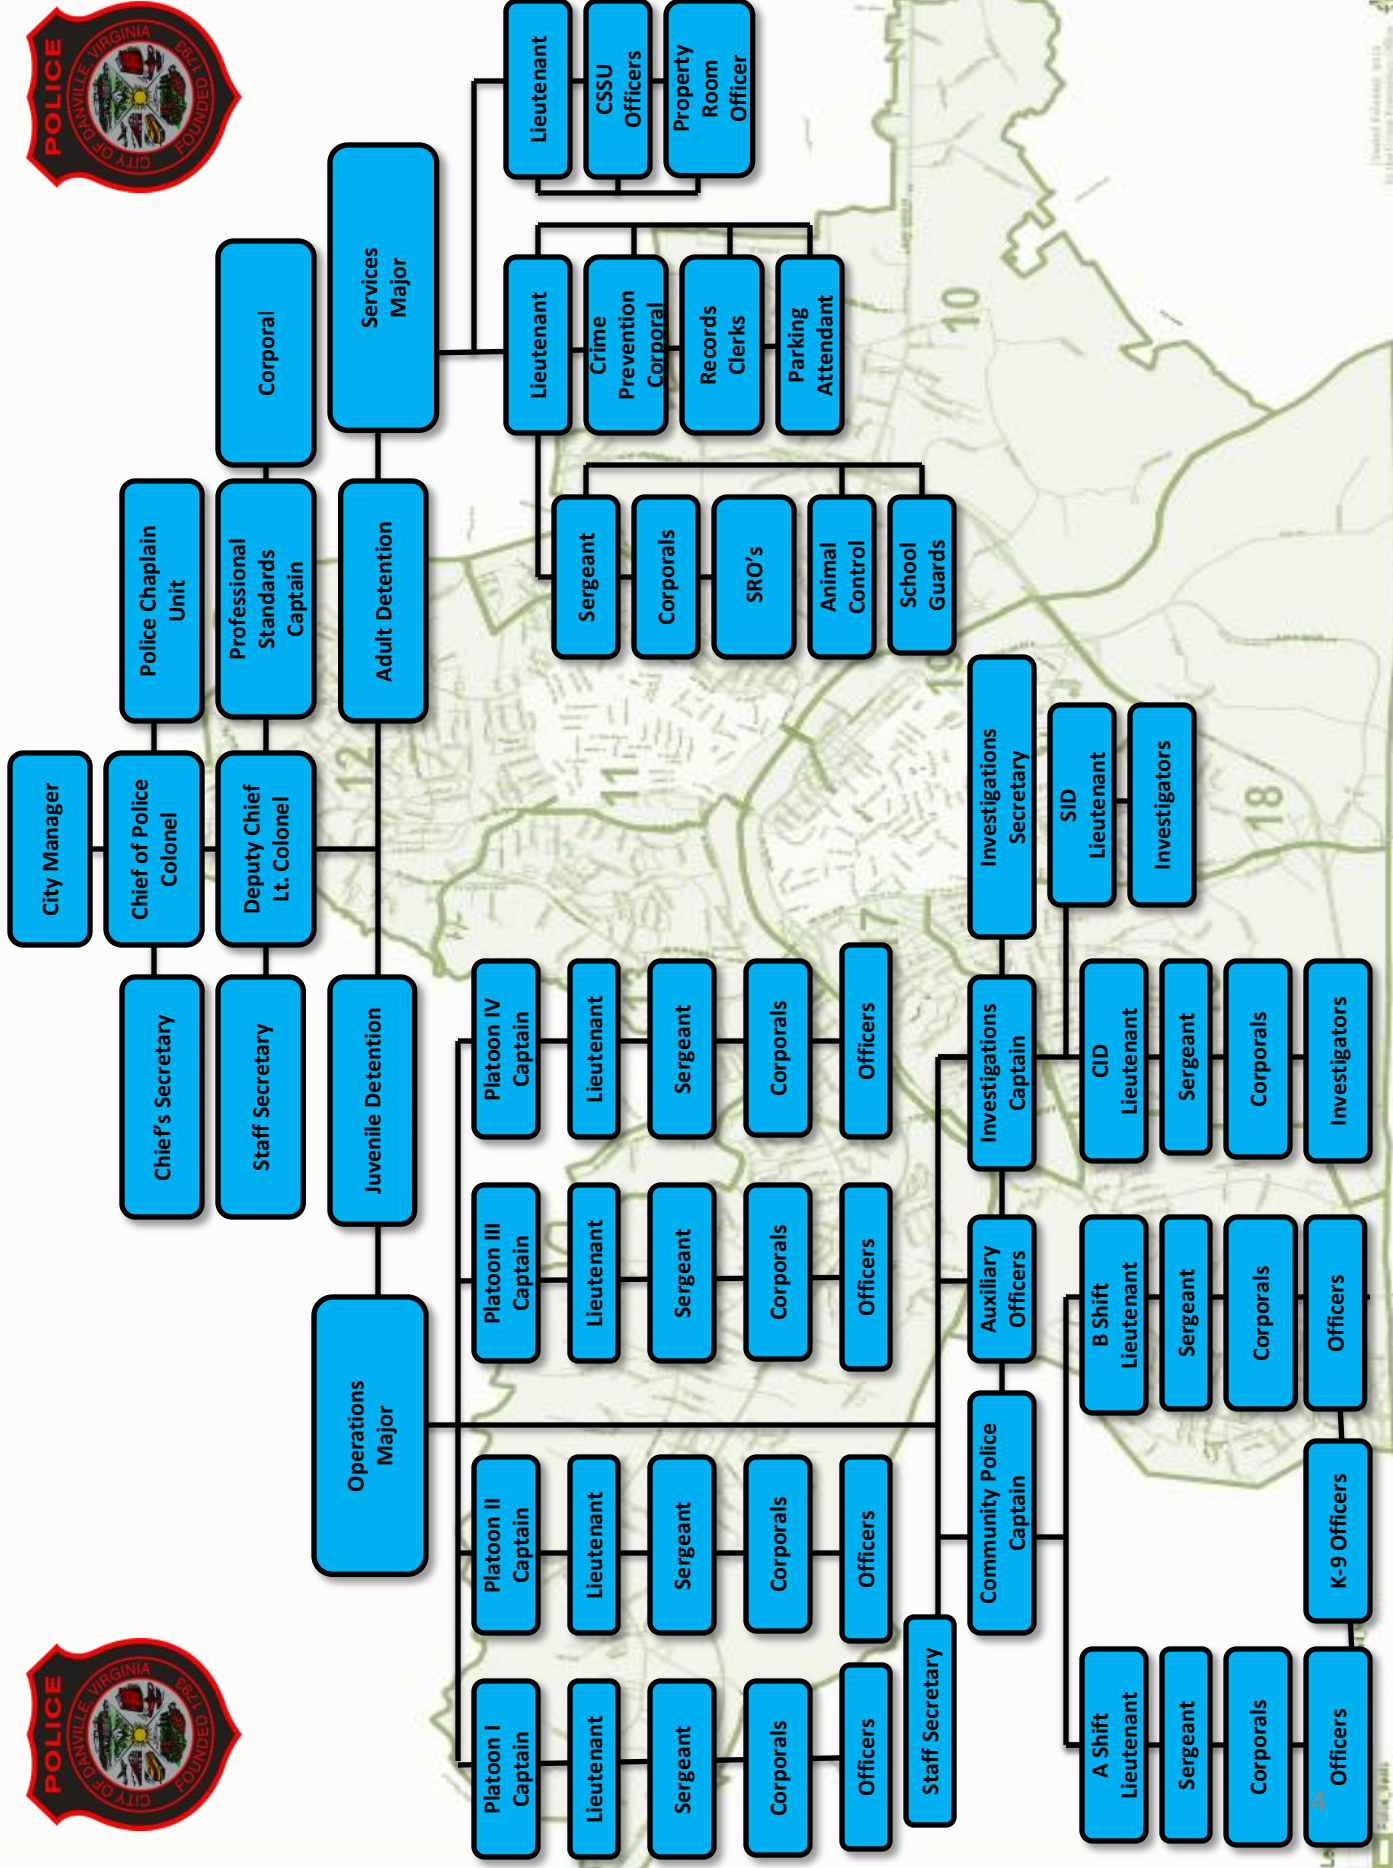 POLICE
CITY OF DANVILLE, VIRGINIA
FOUNDED 1793
POLICE
CITY OF DANVILLE, VIRGINIA
FOUNDED 1793
City Manager
Chief's Secretary
Chief of Police
Colonel
Police Chaplain
Unit
Staff Secretary
Deputy Chief
Lt. Colonel
Professional
Standards
Captain
Corporal
Operations
Major
Juvenile Detention
Adult Detention
Services
Major
Platoon I
Captain
Lieutenant
Sergeant
Corporals
Officers
Platoon II
Captain
Lieutenant
Sergeant
Corporals
Officers
Platoon III
Captain
Lieutenant
Sergeant
Corporals
Officers
Platoon IV
Captain
Lieutenant
Sergeant
Corporals
Officers
Sergeant
Corporals
SRO's
Animal
Control
School
Guards
Lieutenant
Crime
Prevention
Corporal
Records
Clerks
Parking
Attendant
Lieutenant
CSSU
Officers
Property
Room
Officer
Staff Secretary
Community Police
Captain
Auxiliary
Officers
Investigations
Captain
Investigations
Secretary
A Shift
Lieutenant
Sergeant
Corporals
Officers
K-9 Officers
B Shift
Lieutenant
Sergeant
Corporals
Officers
CID
Lieutenant
Sergeant
Corporals
Investigators
SID
Lieutenant
Investigators
12
11
10
18
4